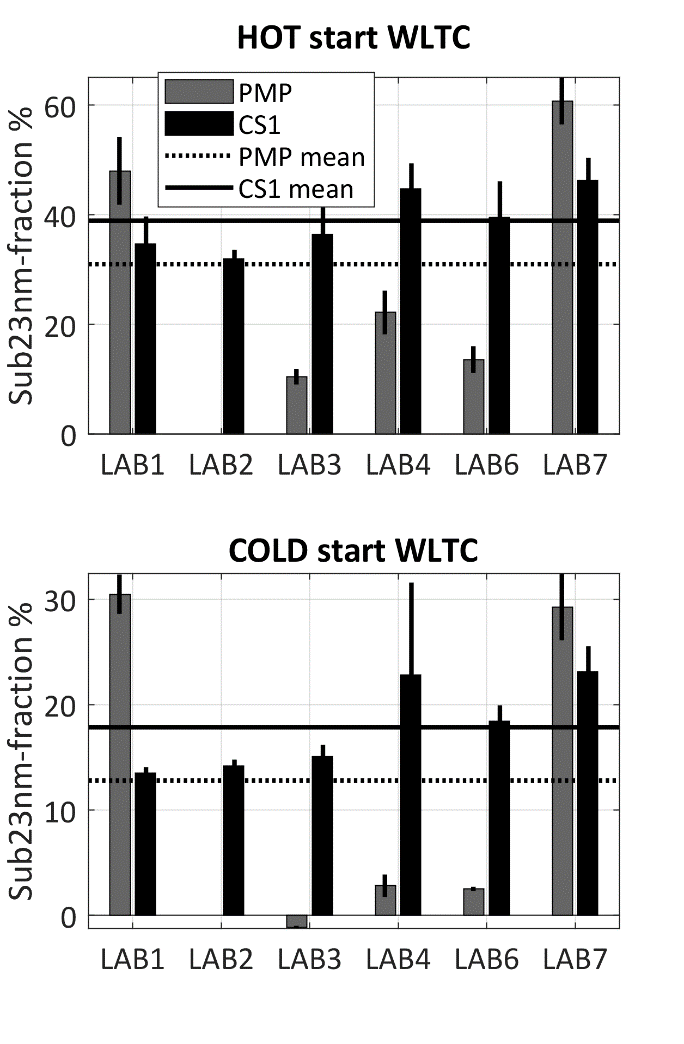 HOT start WLTC
Sub23nm-fraction %
60
40
20
0
PMP
CS1
PMP mean
CS1 mean
LAB1 LAB2 LAB3 LAB4 LAB6 LAB7
COLD start WLTC
Sub23nm-fraction %
30
20
10
0
LAB1 LAB2 LAB3 LAB4 LAB6 LAB7